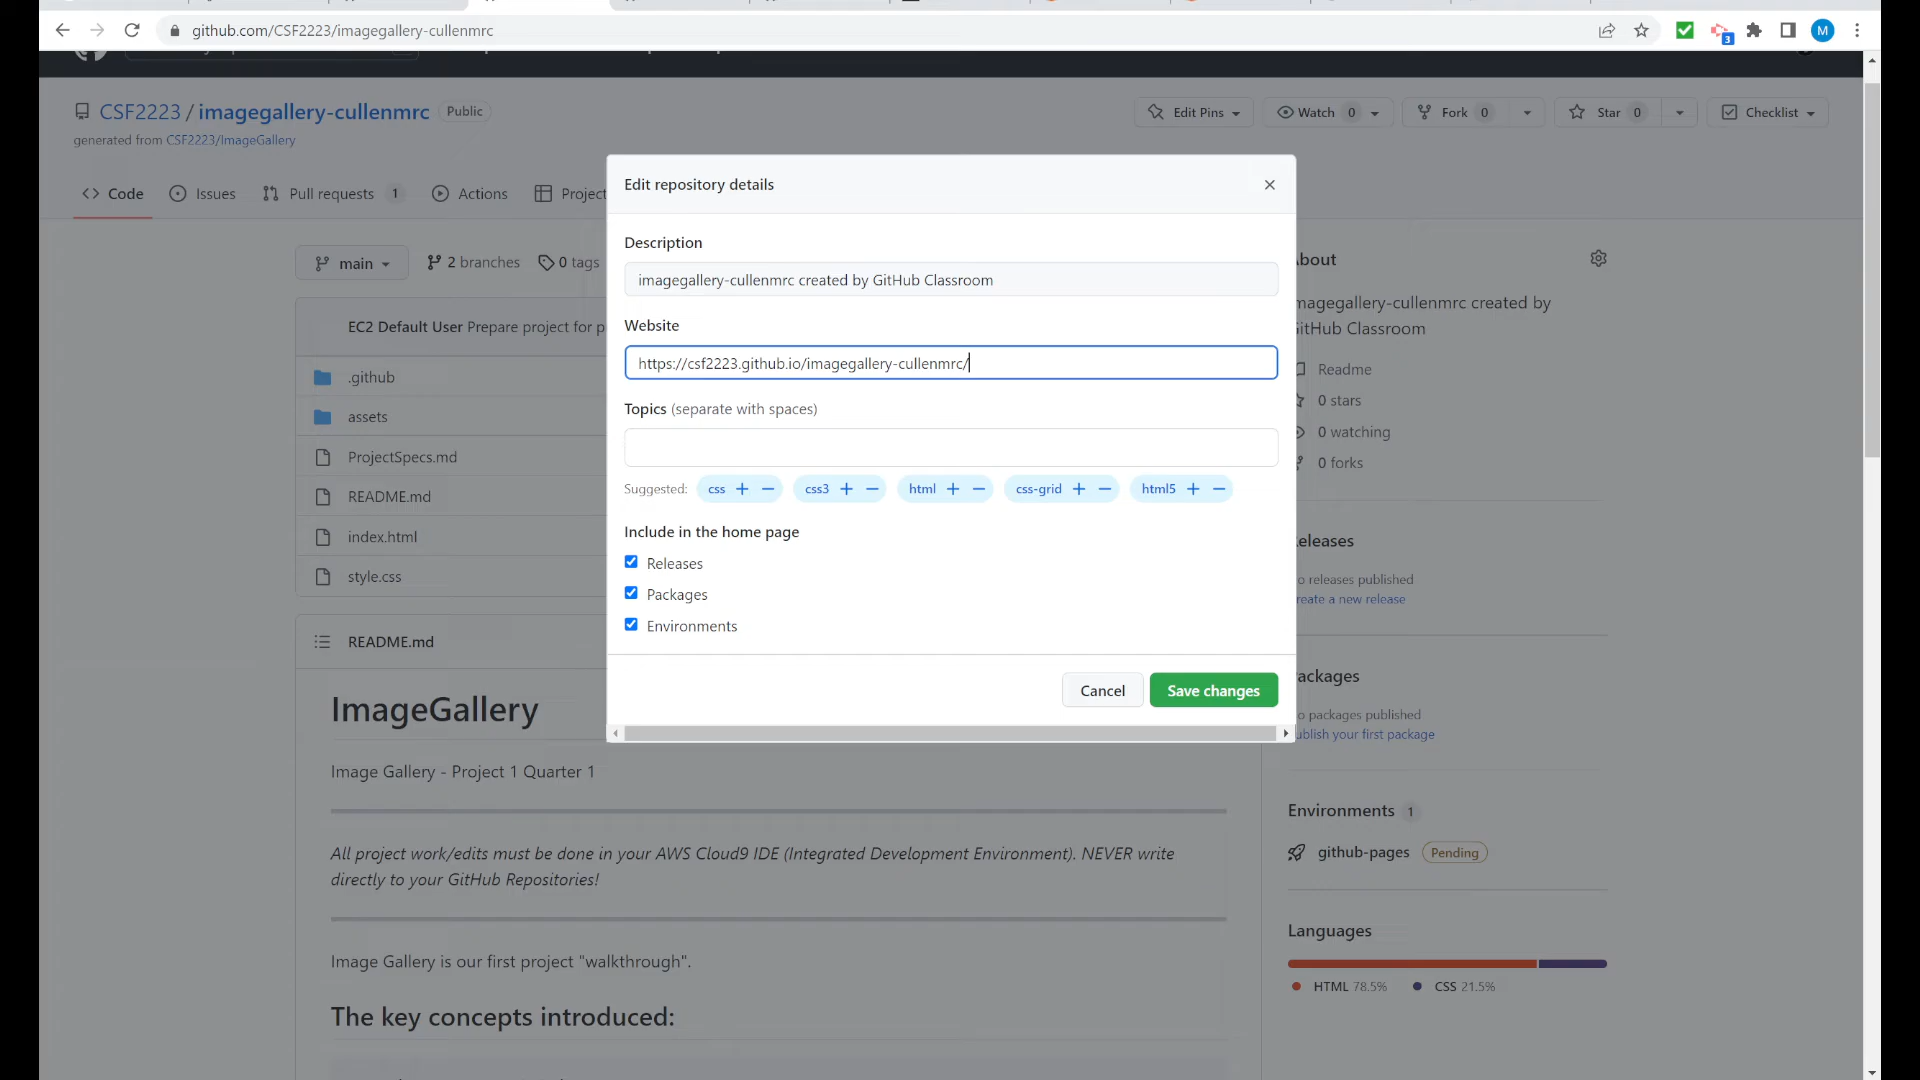 github.com/CSF2223/imagegallery-cullenmrc
3
M
CSF2223 / imagegallery-cullenmrc Public
Edit Pins
Watch 0
Fork 0
Star 0
Checklist
generated from CSF2223/ImageGallery
Code
Issues
Pull requests 1
Actions
Project
Edit repository details
Description
imagegallery-cullenmrc created by GitHub Classroom
Website
https://csf2223.github.io/imagegallery-cullenmrc/
Topics (separate with spaces)
Suggested: css css3 html css-grid html5
Include in the home page
Releases
Packages
Environments
Cancel
Save changes
main
2 branches
0 tags
EC2 Default User Prepare project for p
.github
assets
ProjectSpecs.md
README.md
index.html
style.css
README.md
ImageGallery
Image Gallery - Project 1 Quarter 1
All project work/edits must be done in your AWS Cloud9 IDE (Integrated Development Environment). NEVER write
directly to your GitHub Repositories!
Image Gallery is our first project "walkthrough".
The key concepts introduced:
bout
magegallery-cullenmrc created by
itHub Classroom
Readme
0 stars
0 watching
0 forks
eleases
o releases published
reate a new release
ackages
o packages published
ublish your first package
Environments 1
github-pages Pending
Languages
HTML 78.5%
CSS 21.5%